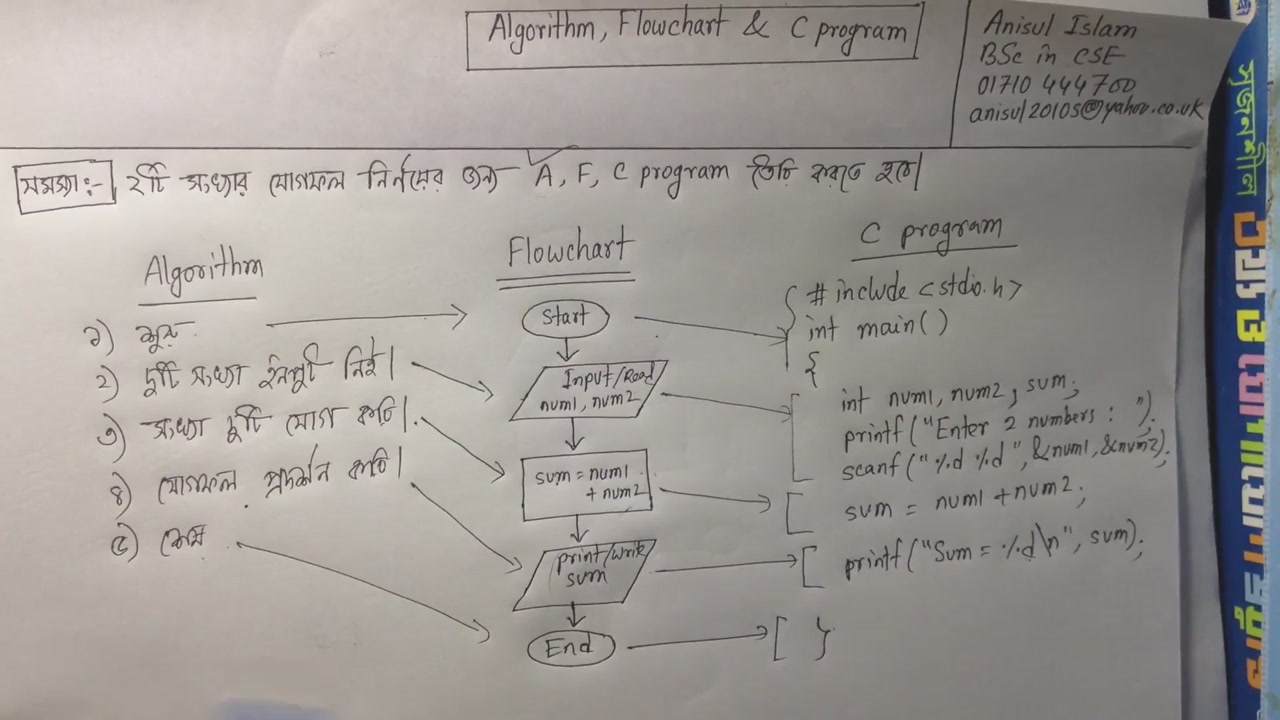 Algorithm, Flowchart & C program
Anisul Islam
BSc in CSE
01710 444700
anisul2010s@yahoo.co.uk
সমস্যাঃ- ২টি সংখ্যার যোগফল নির্নয়ের জন্য A, F, C program তৈরি করতে হবে।
Algorithm
১) শুরু
২) দুটি সংখ্যা ইনপুট নিই।
৩) সংখ্যা দুটি যোগ করি।
৪) যোগফল প্রদর্শন করি।
৫) শেষ
Flowchart
Start
Input/Read
num1, num2
sum = num1
+ num2
print/write
sum
End
C program
# include <stdio.h>
int main()
{
int num1, num2, sum;
printf("Enter 2 numbers : ");
scanf("%d %d", &num1, &num2);
sum = num1 + num2;
printf("Sum = %d\n", sum);
}
সৃজনশীল